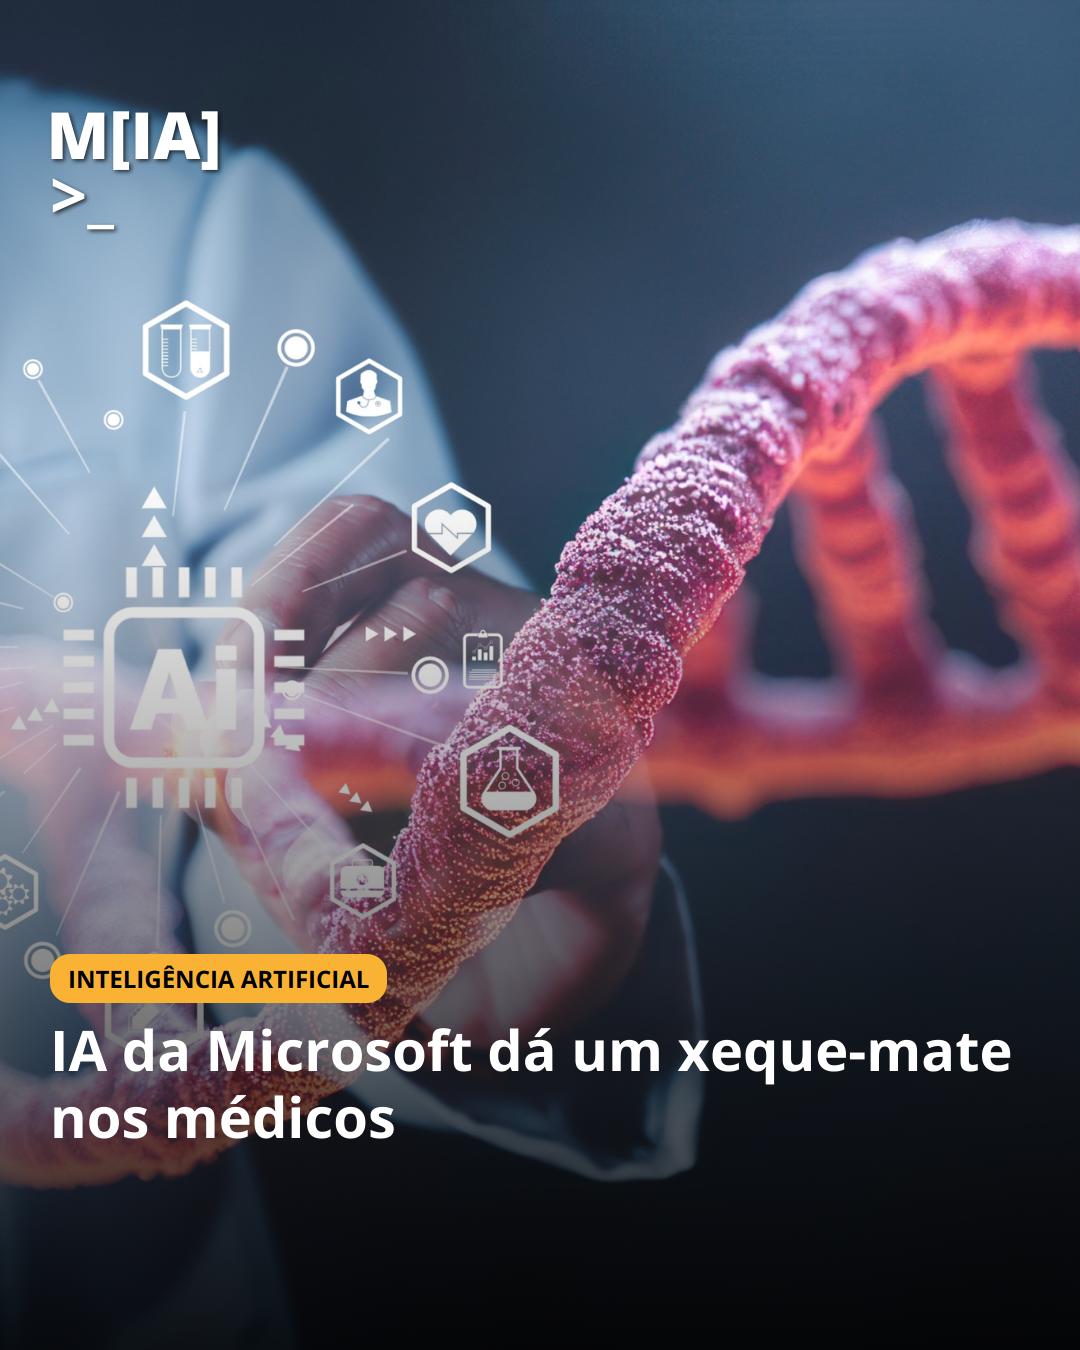 M[IA]
>_
Ai
INTELIGÊNCIA ARTIFICIAL
IA da Microsoft dá um xeque-mate
nos médicos